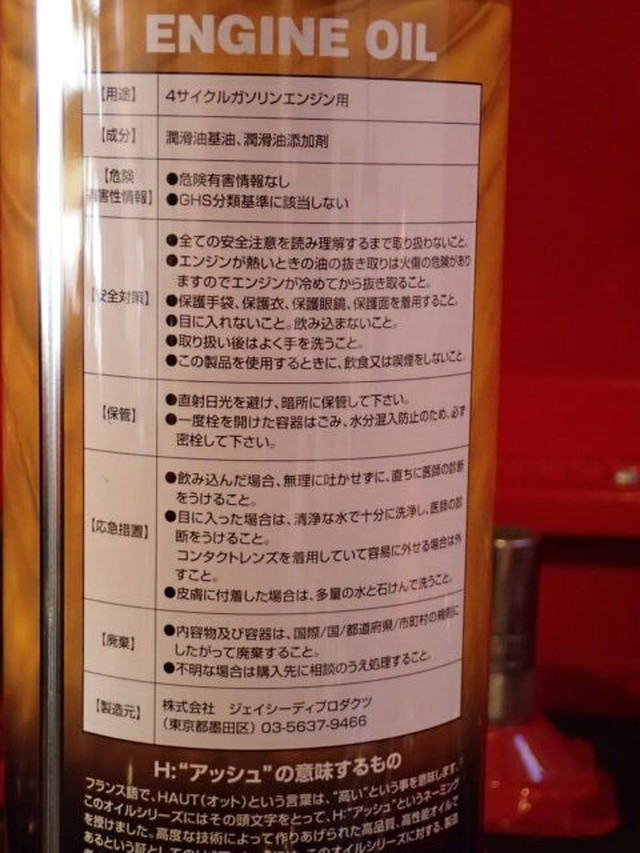 ENGINE OIL
【用途】 4サイクルガソリンエンジン用
【成分】 潤滑油基油、潤滑油添加剤
【危険 ●危険有害情報なし
有害性情報】 ●GHS分類基準に該当しない
●全ての安全注意を読み理解するまで取り扱わないこと。
●エンジンが熱いときの油の抜き取りは火傷の危険があり
ますのでエンジンが冷めてから抜き取ること。
【安全対策】 ●保護手袋、保護衣、保護眼鏡、保護面を着用すること。
●目に入れないこと。飲み込まないこと。
●取り扱い後はよく手を洗うこと。
●この製品を使用するときに、飲食又は喫煙をしないこと。
●直射日光を避け、暗所に保管して下さい。
【保管】 ●一度栓を開けた容器はごみ、水分混入防止のため、必ず
密栓して下さい。
●飲み込んだ場合、無理に吐かせずに、直ちに医師の診断
をうけること。
●目に入った場合は、清浄な水で十分に洗浄し、医師の診
【応急措置】 断をうけること。
コンタクトレンズを着用していて容易に外せる場合は外
すこと。
●皮膚に付着した場合は、多量の水と石けんで洗うこと。
●内容物及び容器は、国際/国/都道府県/市町村の規則に
【廃棄】 したがって廃棄すること。
●不明な場合は購入先に相談のうえ処理すること。
【製造元】 株式会社 ジェイシーディプロダクツ
(東京都墨田区) 03-5637-9466
H:“アッシュ”の意味するもの
フランス語で、HAUT(オット)という言葉は、“高い”という事を意味します。
このオイルシリーズにはその頭文字をとって、H:“アッシュ”というネーミング
を授けました。高度な技術によって作りあげられた高品質、高性能オイルで
あるという証としての このオイルシリーズに対する、製造